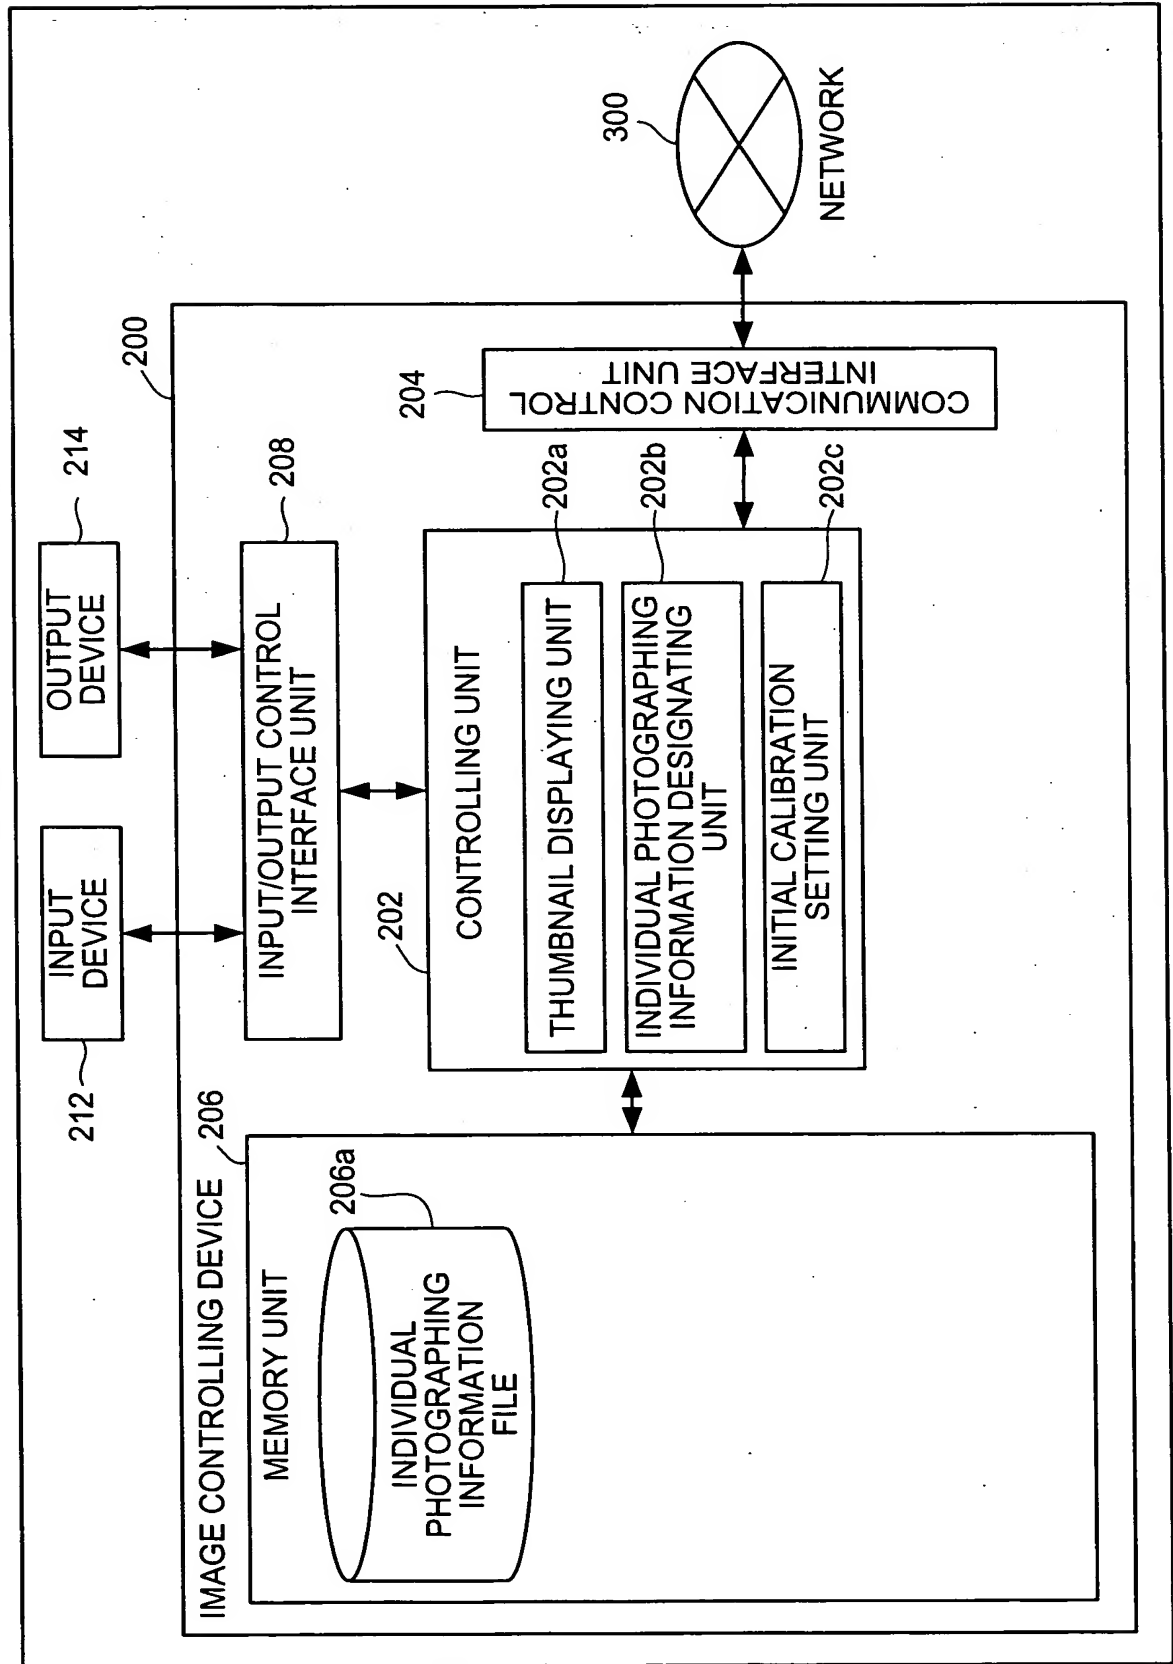 212
INPUT
DEVICE
OUTPUT
DEVICE
214
200
IMAGE CONTROLLING DEVICE
206
INPUT/OUTPUT CONTROL
INTERFACE UNIT
208
MEMORY UNIT
206a
INDIVIDUAL
PHOTOGRAPHING
INFORMATION
FILE
202
CONTROLLING UNIT
THUMBNAIL DISPLAYING UNIT
202a
INDIVIDUAL PHOTOGRAPHING
INFORMATION DESIGNATING
UNIT
202b
INITIAL CALIBRATION
SETTING UNIT
202c
204
COMMUNICATION CONTROL
INTERFACE UNIT
300
NETWORK